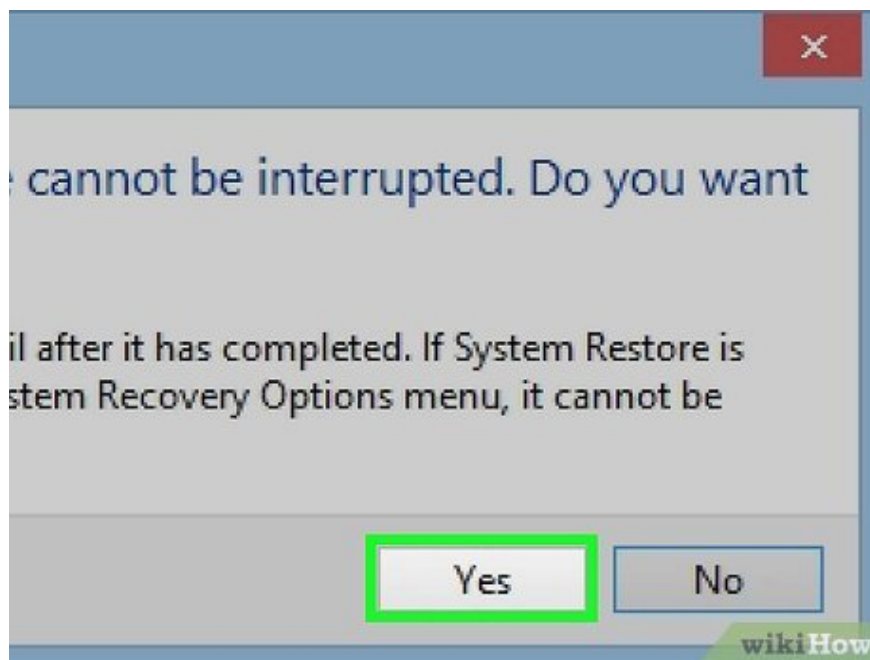 cannot be interrupted. Do you want
il after it has completed. If System Restore is
stem Recovery Options menu, it cannot be
Yes
No
wikiHow